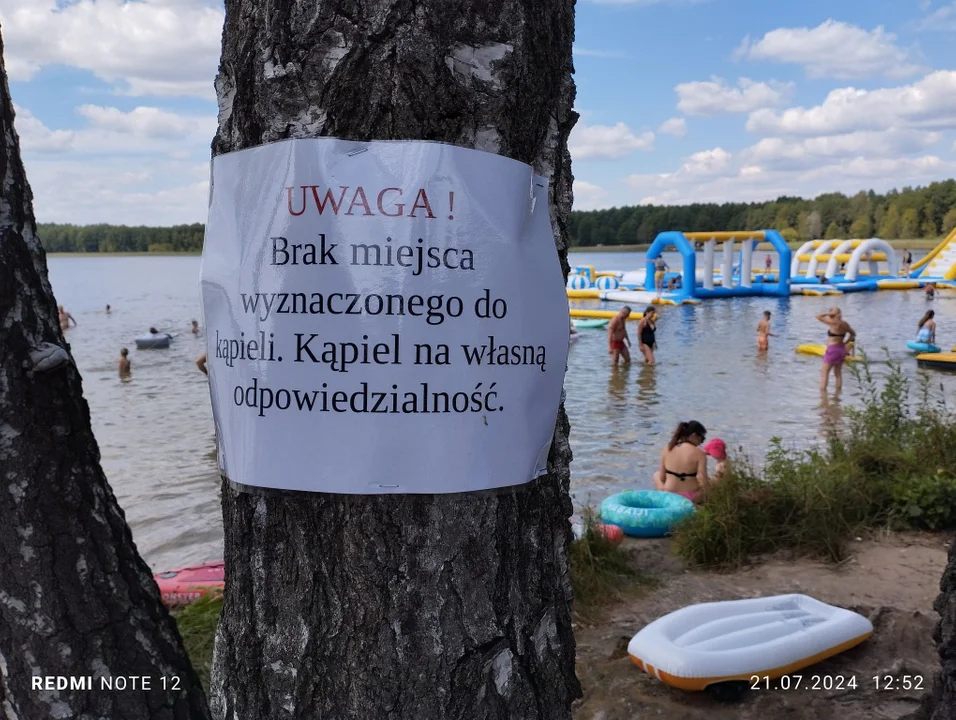 UWAGA !
Brak miejsca
wyznaczonego do
kąpieli. Kąpiel na własną
odpowiedzialność.
REDMI NOTE 12
21.07.2024 12:52